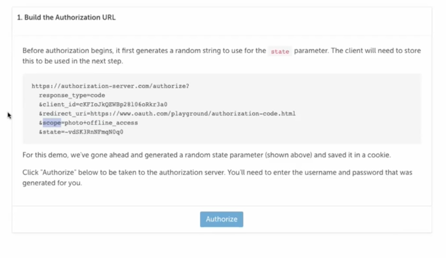 1. Build the Authorization URL
Before authorization begins, it first generates a random string to use for the state parameter. The client will need to store
this to be used in the next step.
https://authorization-server.com/authorize?
response_type=code
&redirect_uri=https://www.oauth.com/playground/authorization-code.html
&scope=photo+offline_access
For this demo, we've gone ahead and generated a random state parameter (shown above) and saved it in a cookie.
Click "Authorize" below to be taken to the authorization server. You'll need to enter the username and password that was
generated for you.
Authorize